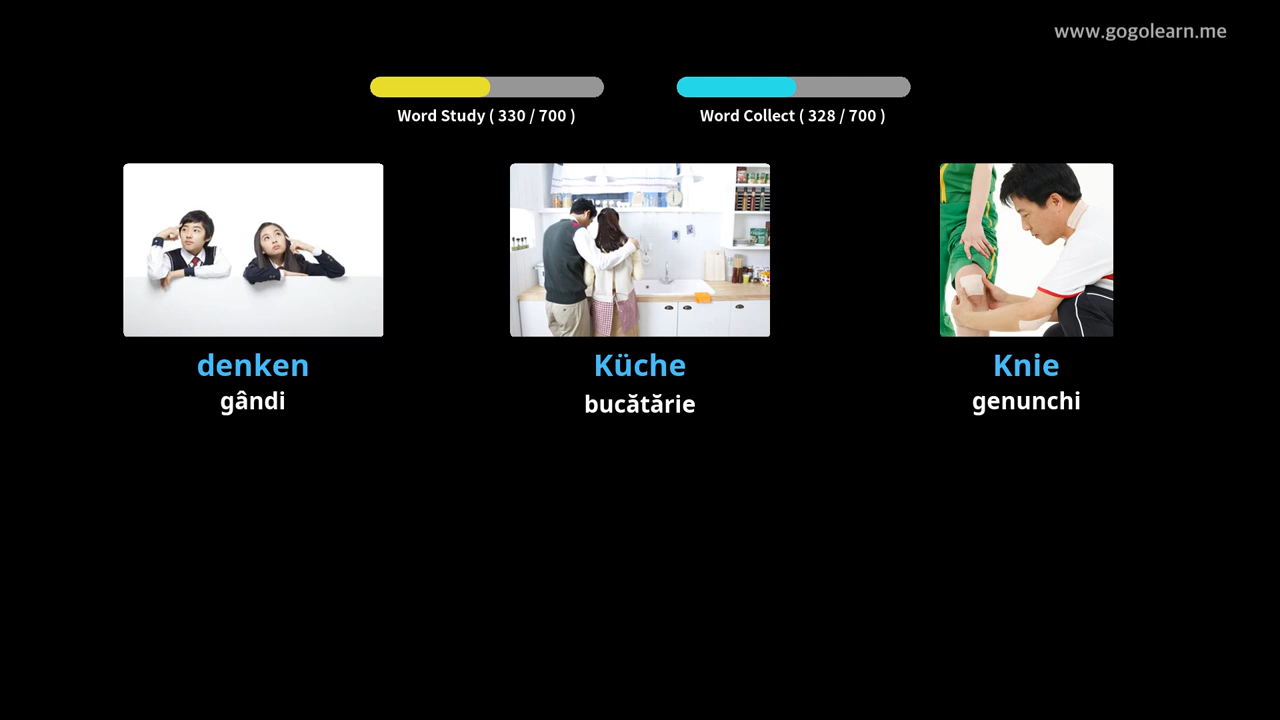 www.gogolearn.me
Word Study ( 330 / 700 )
Word Collect ( 328 / 700 )
denken
gândi
Küche
bucătărie
Knie
genunchi